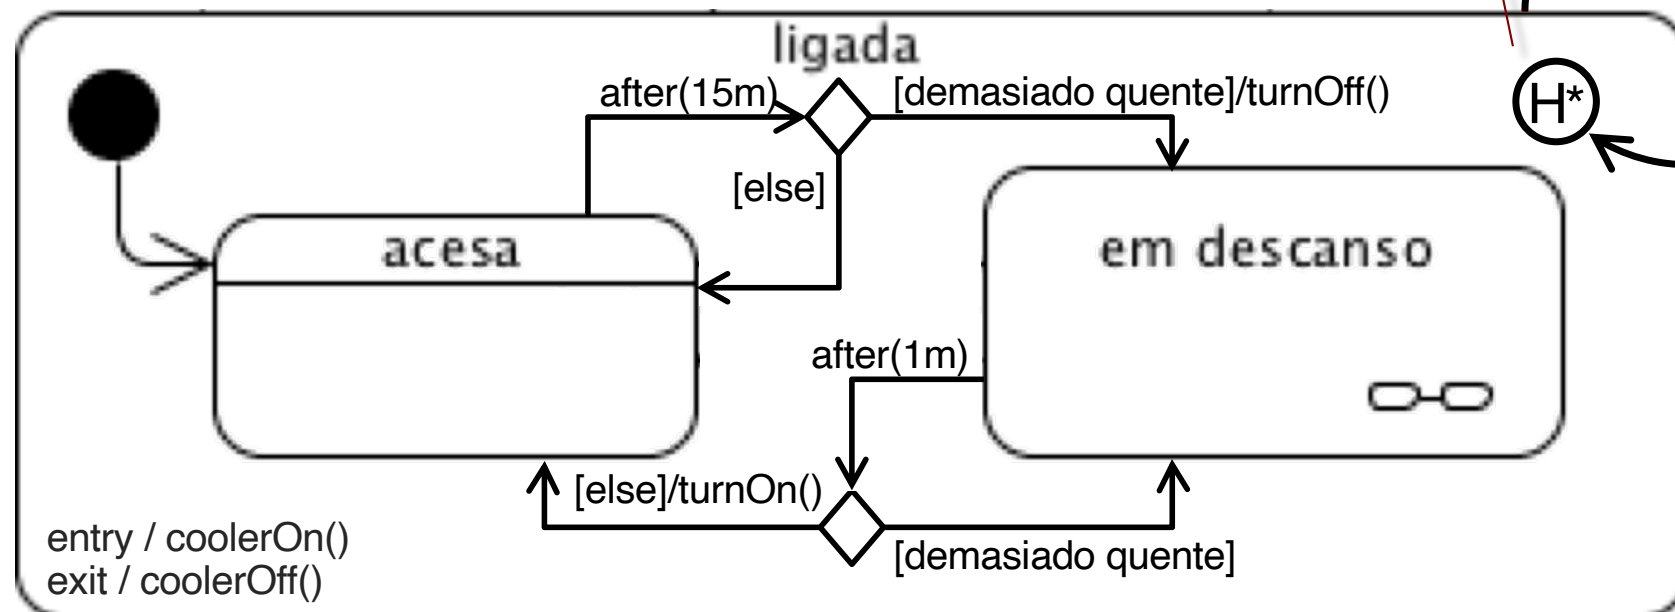 ligada
after(15m)
[demasiado quente]/turnOff()
H*
[else]
acesa
em descanso
after(1m)
[else]/turnOn()
[demasiado quente]
entry / coolerOn()
exit / coolerOff()